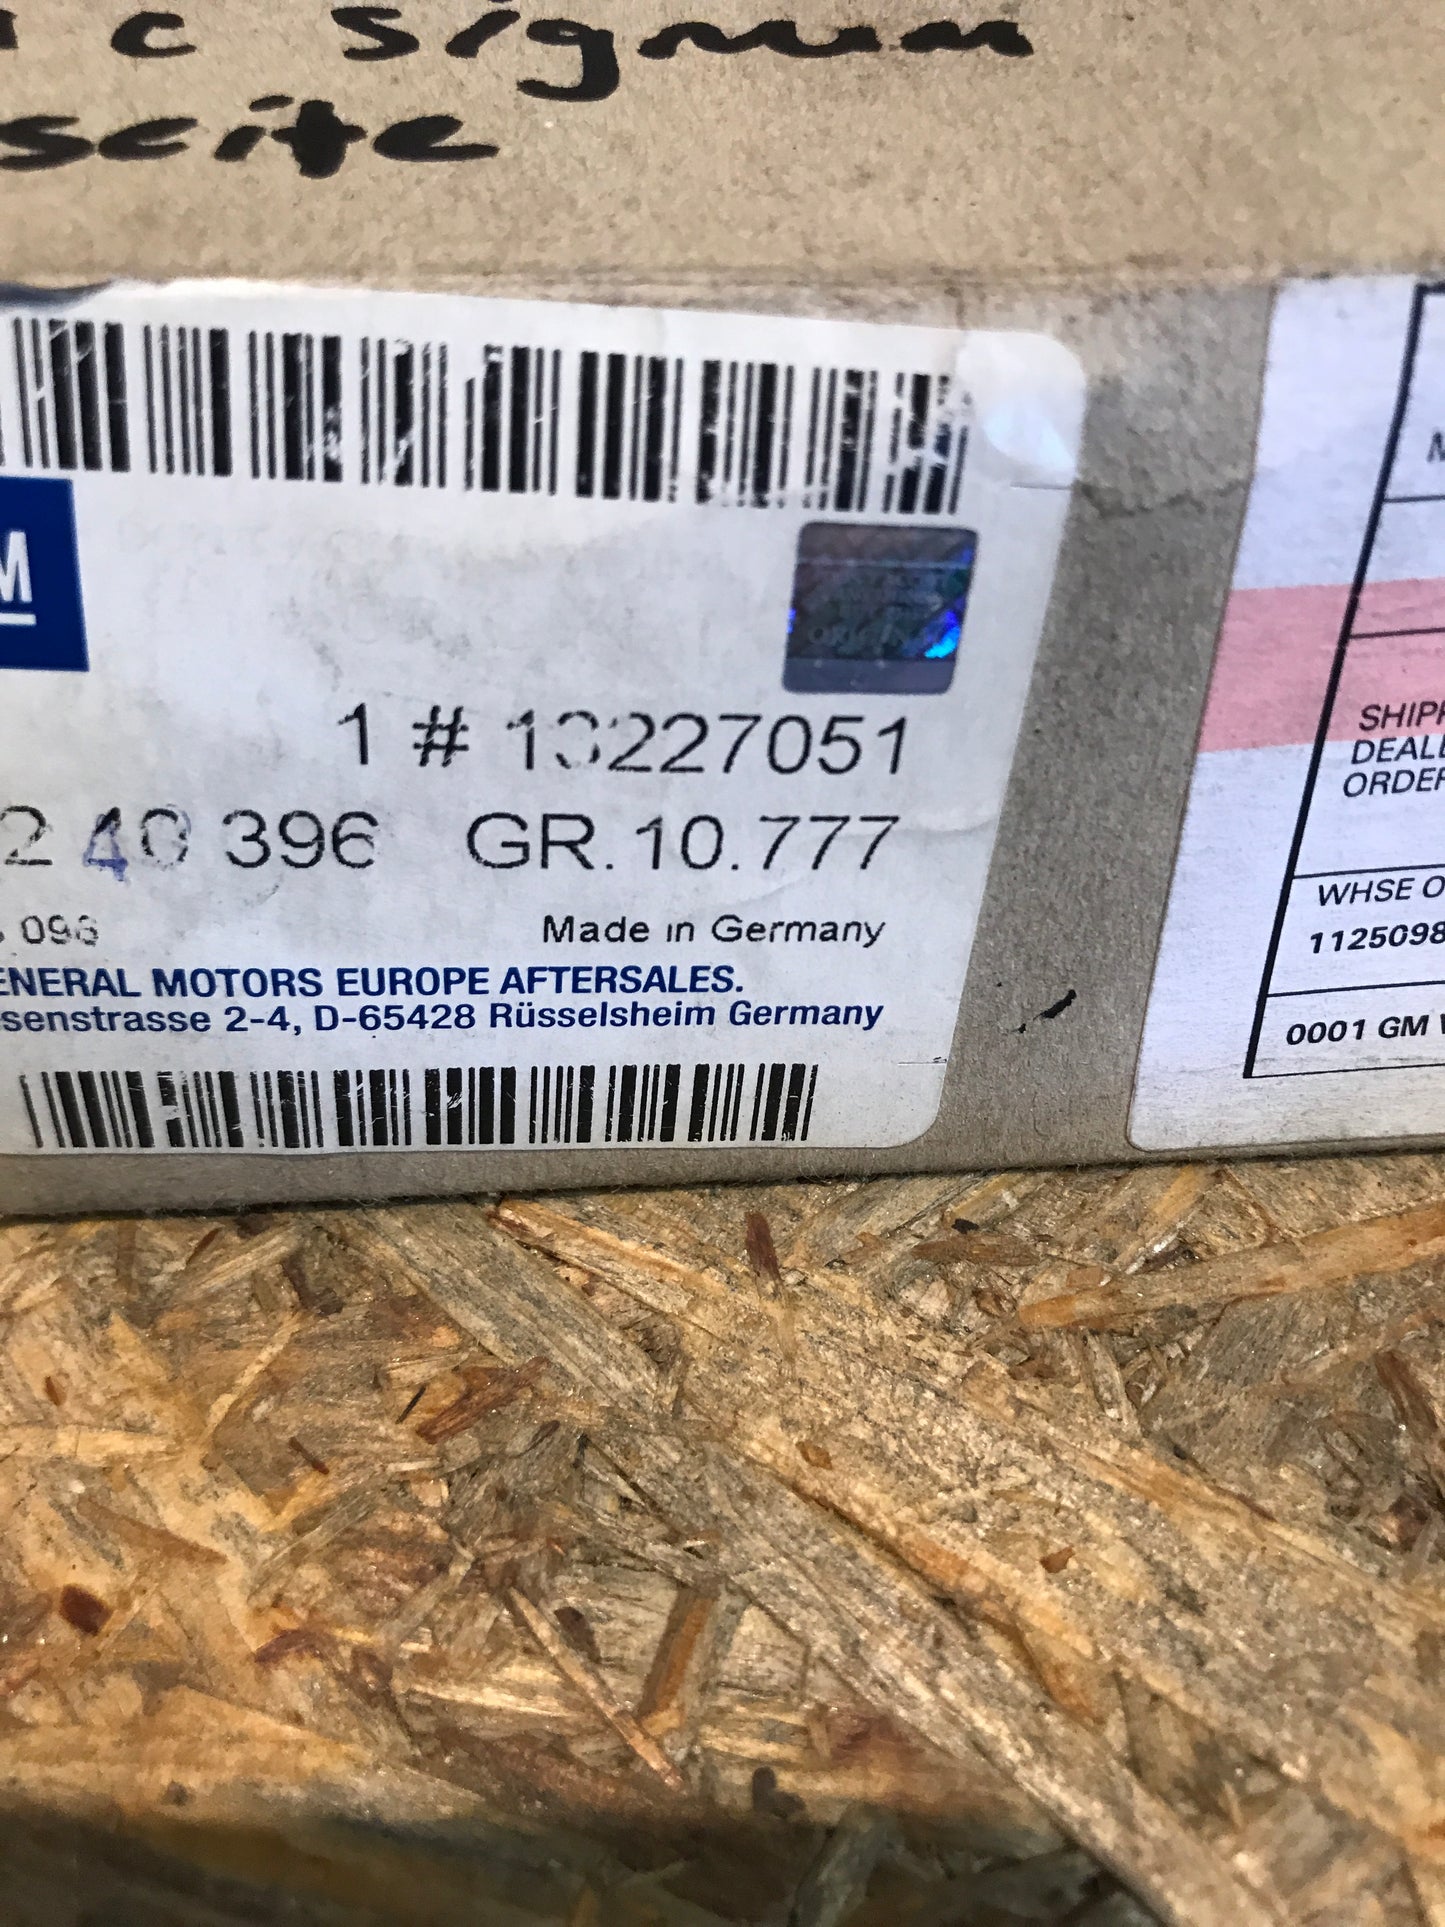 c signum
seite
M
ORIGINAL
1 # 13227051
2 40 396 GR.10.777
096 Made in Germany
ENERAL MOTORS EUROPE AFTERSALES.
senstrasse 2-4, D-65428 Rüsselsheim Germany
SHIPP
DEALE
ORDER
WHSE O
1125098
0001 GM